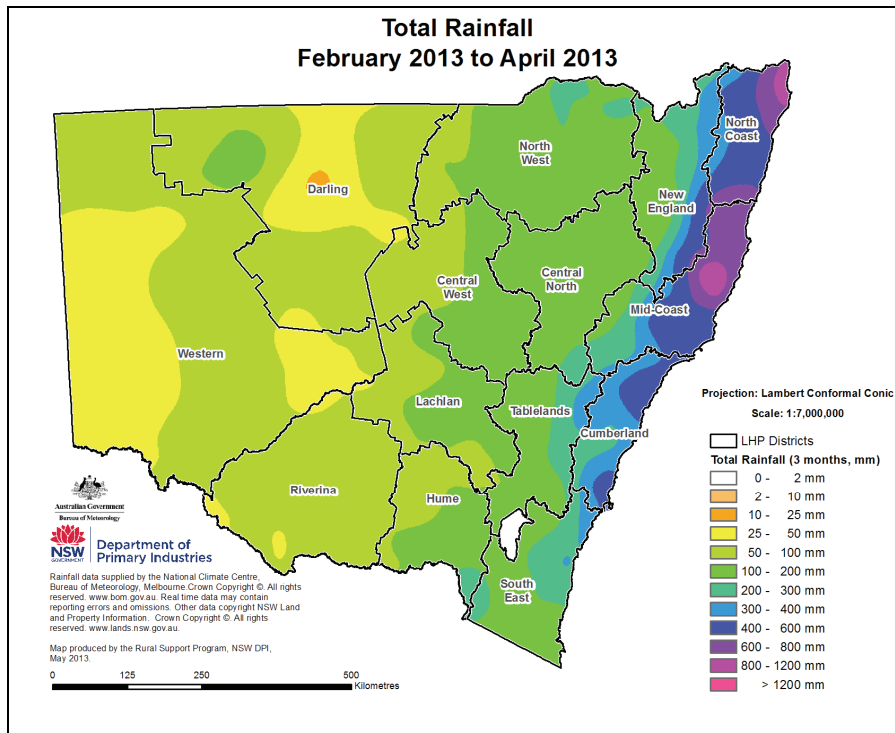 Total Rainfall
February 2013 to April 2013
North
Coast
North
West
New
England
Darling
Central
West
Central
North
Mid-Coast
Western
Lachlan
Tablelands
Cumberland
Riverina
Hume
South
East
Projection: Lambert Conformal Conic
Scale: 1:7,000,000
LHP Districts
Total Rainfall (3 months, mm)
0 - 2 mm
2 - 10 mm
10 - 25 mm
25 - 50 mm
50 - 100 mm
100 - 200 mm
200 - 300 mm
300 - 400 mm
400 - 600 mm
600 - 800 mm
800 - 1200 mm
> 1200 mm
Australian Government
Bureau of Meteorology
NSW
GOVERNMENT
Department of
Primary Industries
Rainfall data supplied by the National Climate Centre,
Bureau of Meteorology, Melbourne.Crown Copyright ©. All rights
reserved. www.bom.gov.au. Real time data may contain
reporting errors and omissions. Other data copyright NSW Land
and Property Information. Crown Copyright ©. All rights
reserved. www.lands.nsw.gov.au.
Map produced by the Rural Support Program, NSW DPI,
May 2013.
0 125 250 500
Kilometres